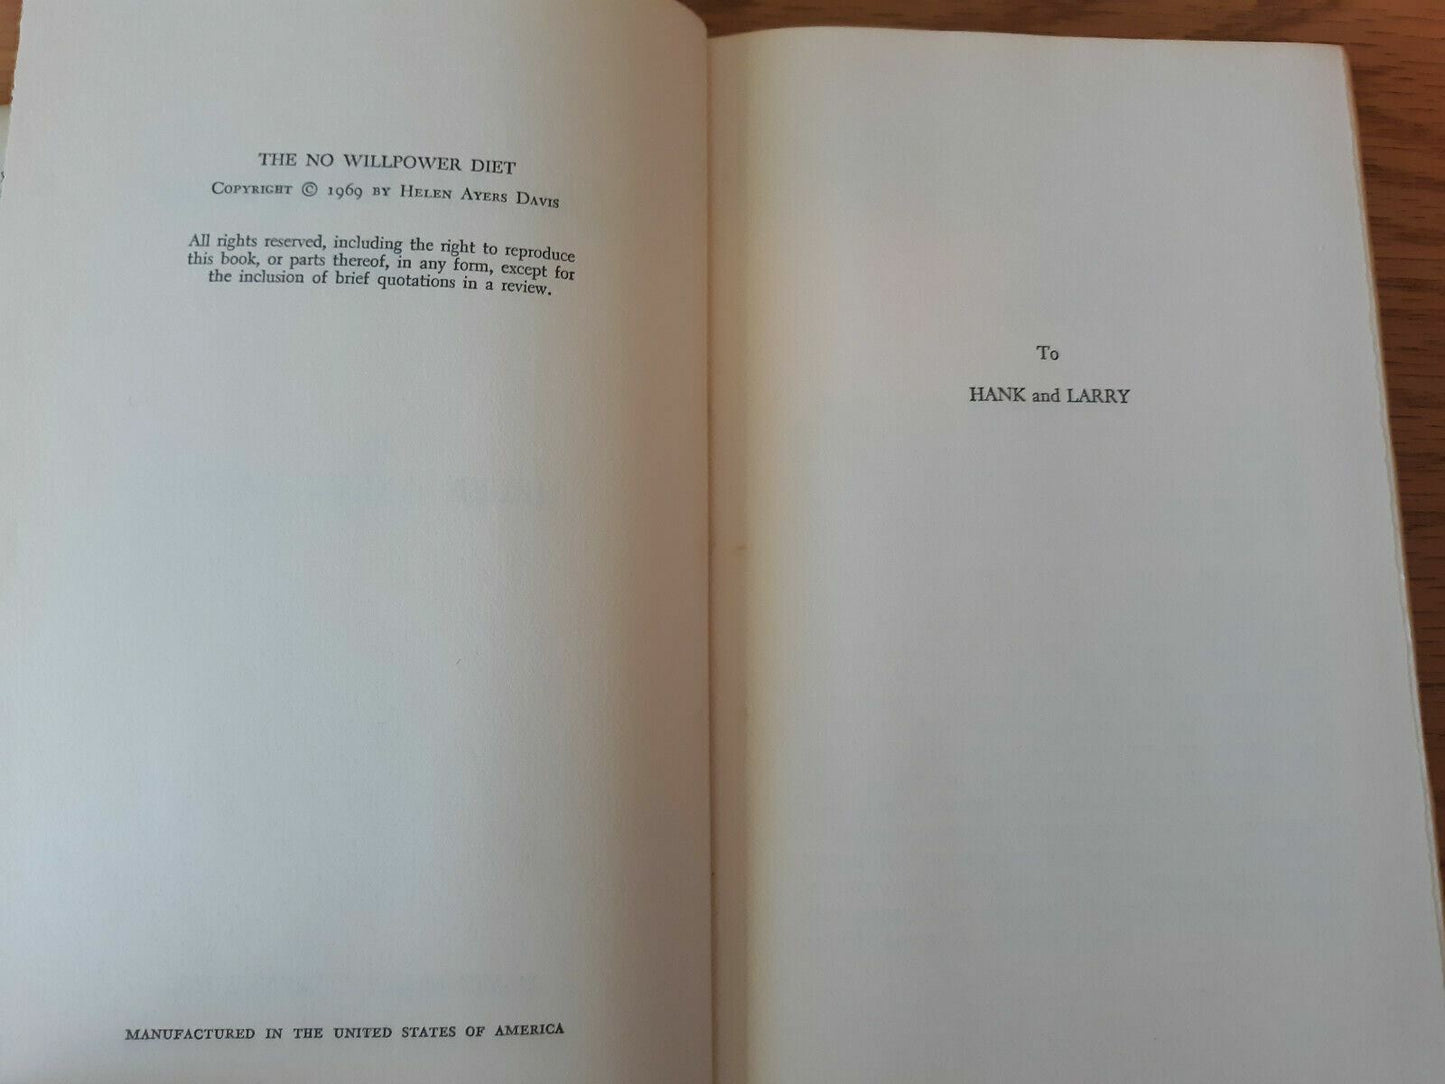 THE NO WILLPOWER DIET
Copyright © 1969 by Helen Ayers Davis
All rights reserved, including the right to reproduce
this book, or parts thereof, in any form, except for
the inclusion of brief quotations in a review.
MANUFACTURED IN THE UNITED STATES OF AMERICA
To
HANK and LARRY